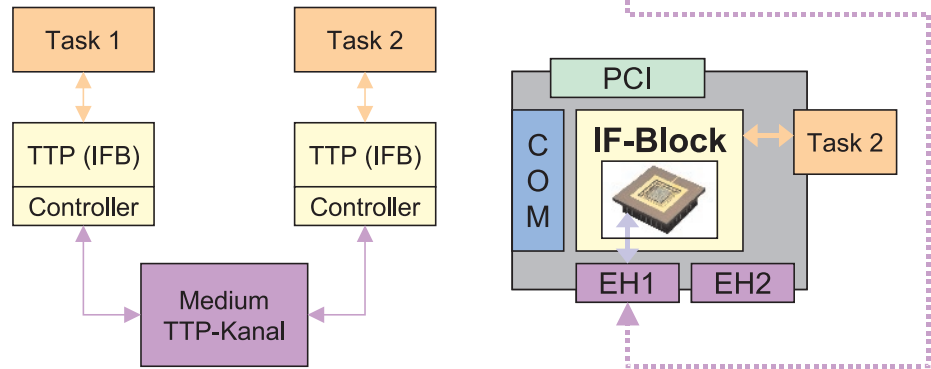 Task 1
Task 2
TTP (IFB)
Controller
TTP (IFB)
Controller
Medium
TTP-Kanal
PCI
C
O
M
IF-Block
Task 2
EH1
EH2